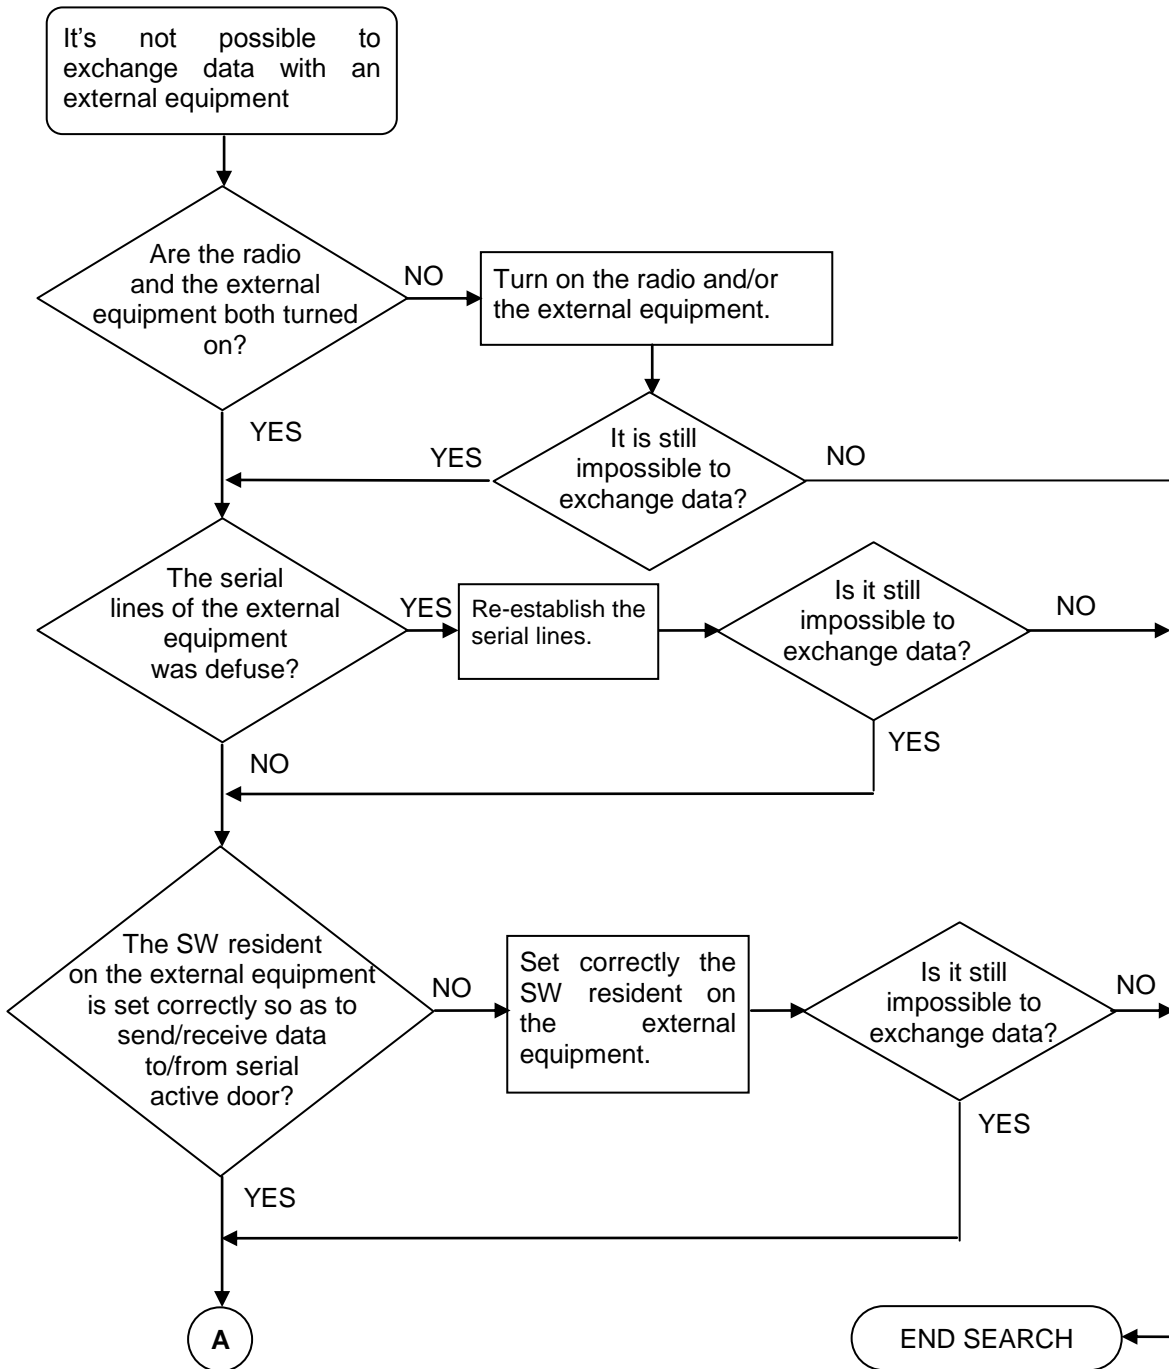 It's not possible to
exchange data with an
external equipment
Are the radio
and the external
equipment both turned
on?
NO
Turn on the radio and/or
the external equipment.
YES
It is still
impossible to
exchange data?
YES
NO
The serial
lines of the external
equipment
was defuse?
YES
Re-establish the
serial lines.
Is it still
impossible to
exchange data?
NO
YES
NO
The SW resident
on the external equipment
is set correctly so as to
send/receive data
to/from serial
active door?
NO
Set correctly the
SW resident on
the external
equipment.
Is it still
impossible to
exchange data?
NO
YES
YES
A
END SEARCH